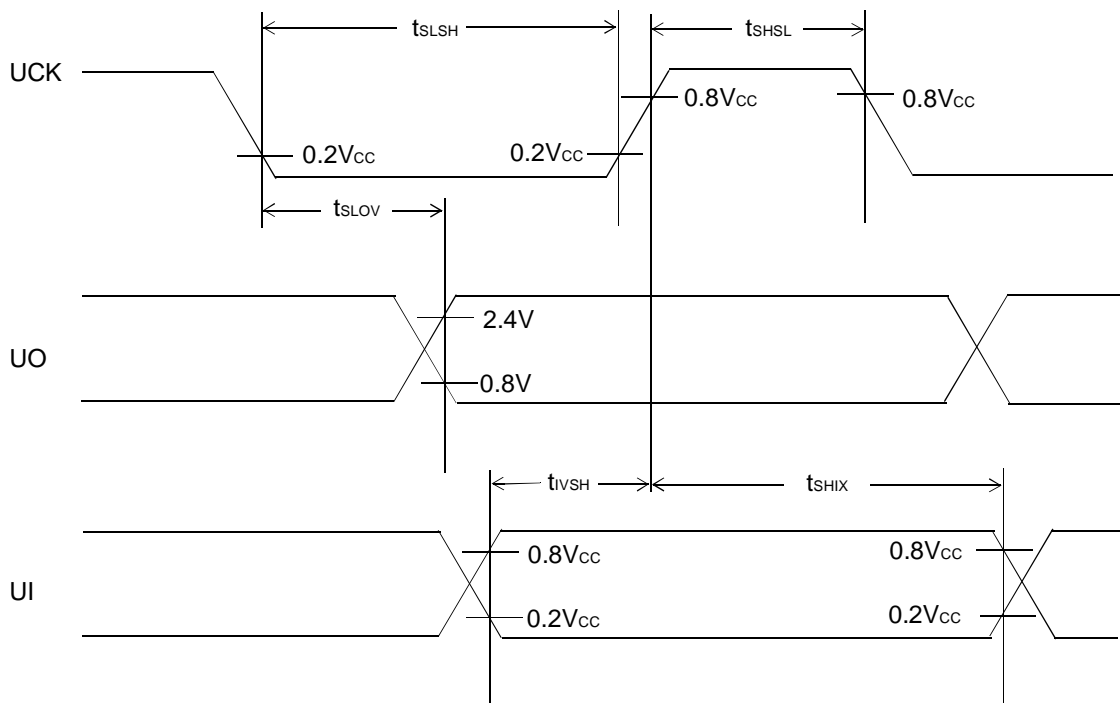 tSLSH
tSHSL
UCK
0.8VCC
0.8VCC
0.2VCC
0.2VCC
tSLOV
2.4V
UO
0.8V
tIVSH
tSHIX
0.8VCC
0.8VCC
UI
0.2VCC
0.2VCC